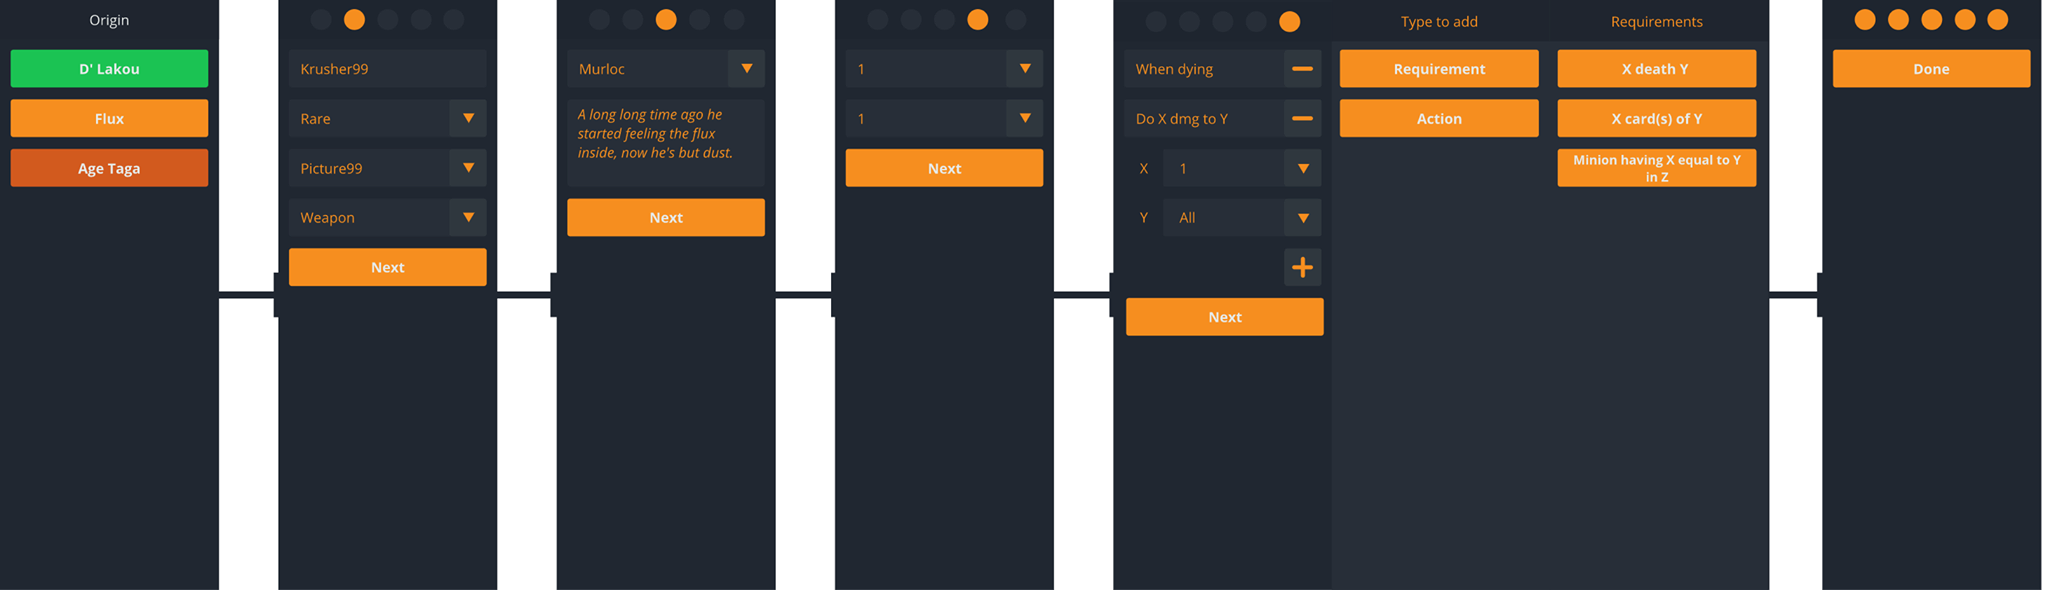 Origin
D' Lakou
Flux
Age Taga
Krusher99
Rare
Picture99
Weapon
Next
Murloc
A long long time ago he
started feeling the flux
inside, now he's but dust.
Next
1
1
Next
When dying
Do X dmg to Y
X 1
Y All
Next
Type to add
Requirement
Action
Requirements
X death Y
X card(s) of Y
Minion having X equal to Y
in Z
Done